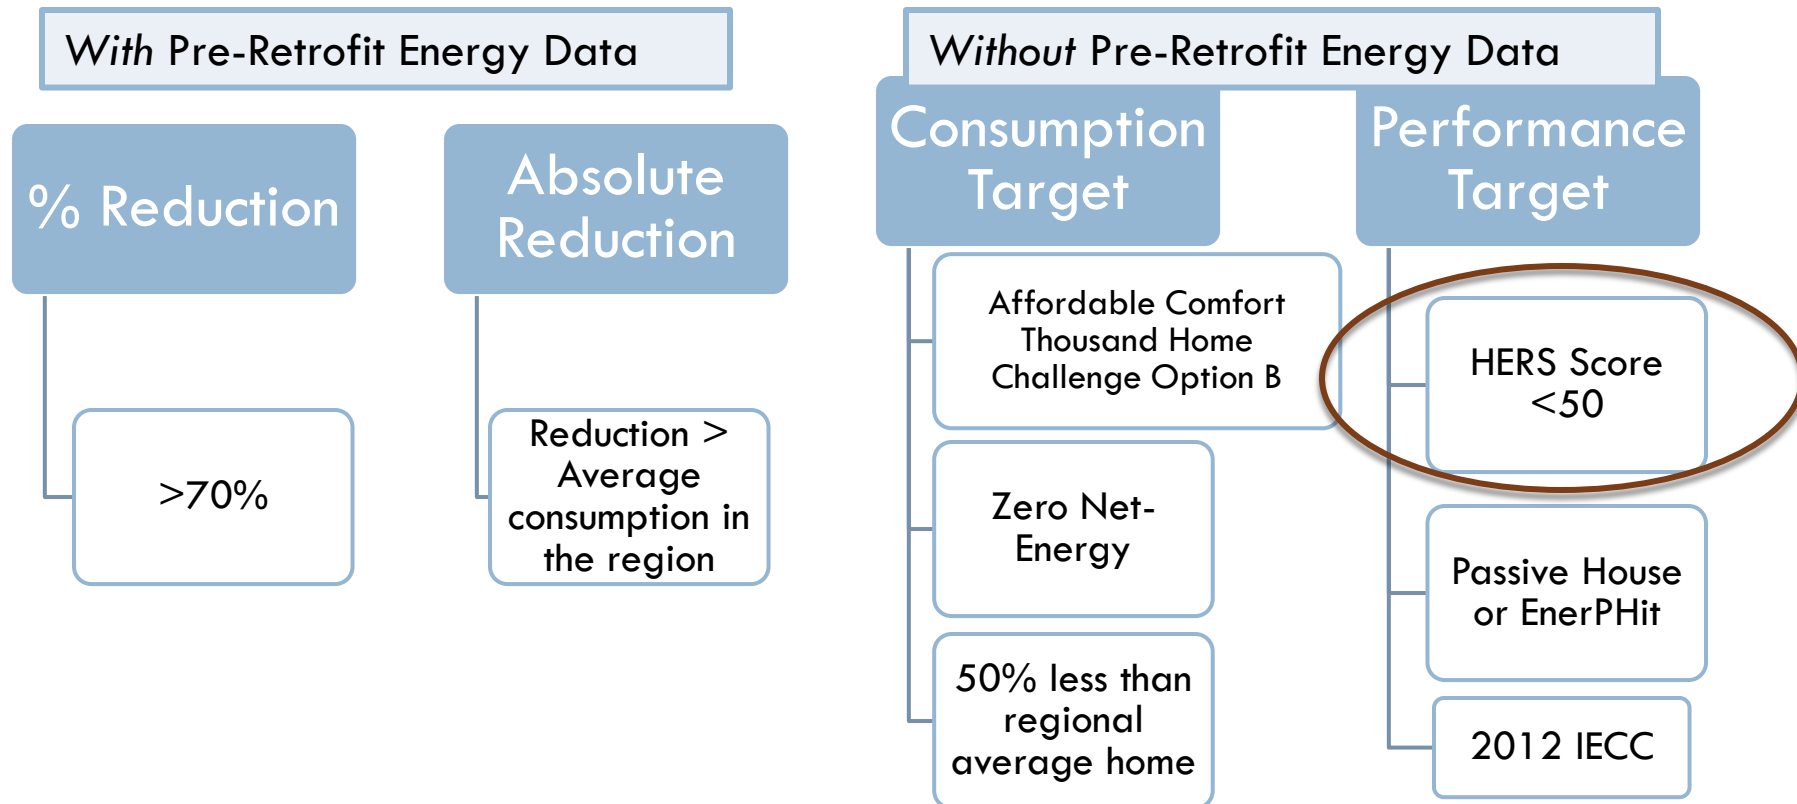 With Pre-Retrofit Energy Data
% Reduction
>70%
Absolute
Reduction
Reduction >
Average
consumption in
the region
Without Pre-Retrofit Energy Data
Consumption
Target
Affordable Comfort
Thousand Home
Challenge Option B
Zero Net-
Energy
50% less than
regional
average home
Performance
Target
HERS Score
<50
Passive House
or EnerPHit
2012 IECC